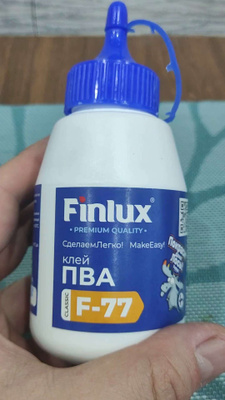 Finlux®
• PREMIUM QUALITY •
СделаемЛегко! MakeEasy!
клей
ПВА
CLASSIC
F-77